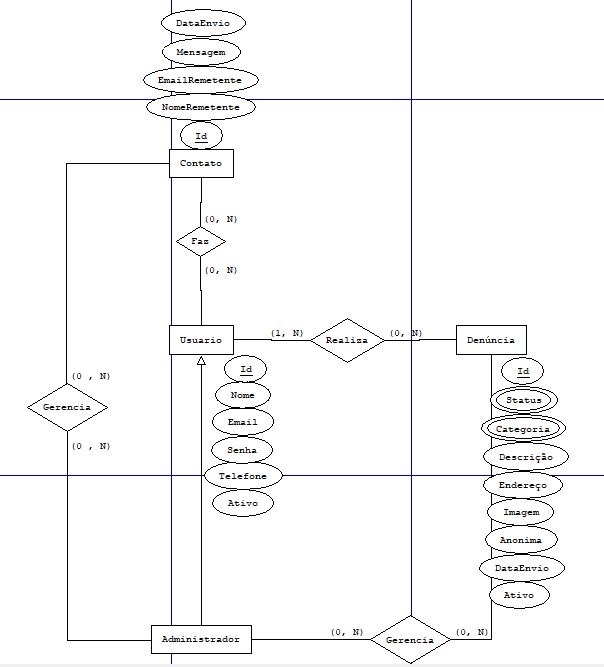 DataEnvio
Mensagem
EmailRemetente
NomeRemetente
Id
Contato
(0, N)
Faz
(0, N)
Usuario
(1, N)
Realiza
(0, N)
Denúncia
Id
Nome
Email
Senha
Telefone
Ativo
Id
Status
Categoria
Descrição
Endereço
Imagem
Anonima
DataEnvio
Ativo
(0 , N)
Gerencia
(0 , N)
Administrador
(0, N)
Gerencia
(0, N)